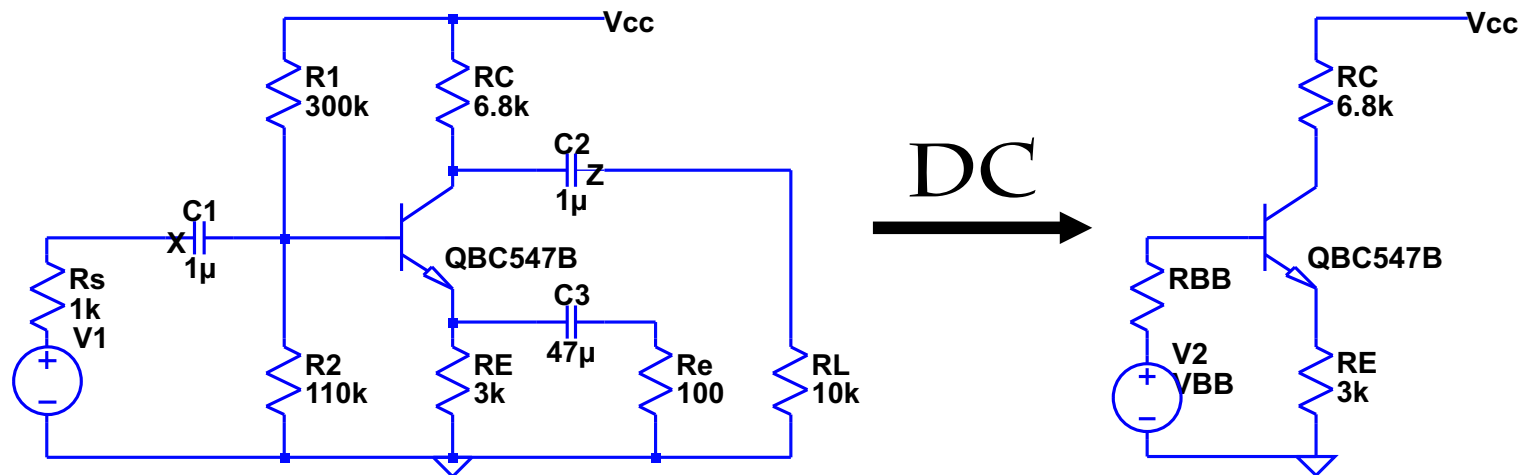 Vcc
R1
300k
RC
6.8k
C2
Z
1µ
C1
X
1µ
QBC547B
Rs
1k
V1
C3
47µ
R2
110k
RE
3k
Re
100
RL
10k
DC
Vcc
RC
6.8k
QBC547B
RBB
V2
VBB
RE
3k